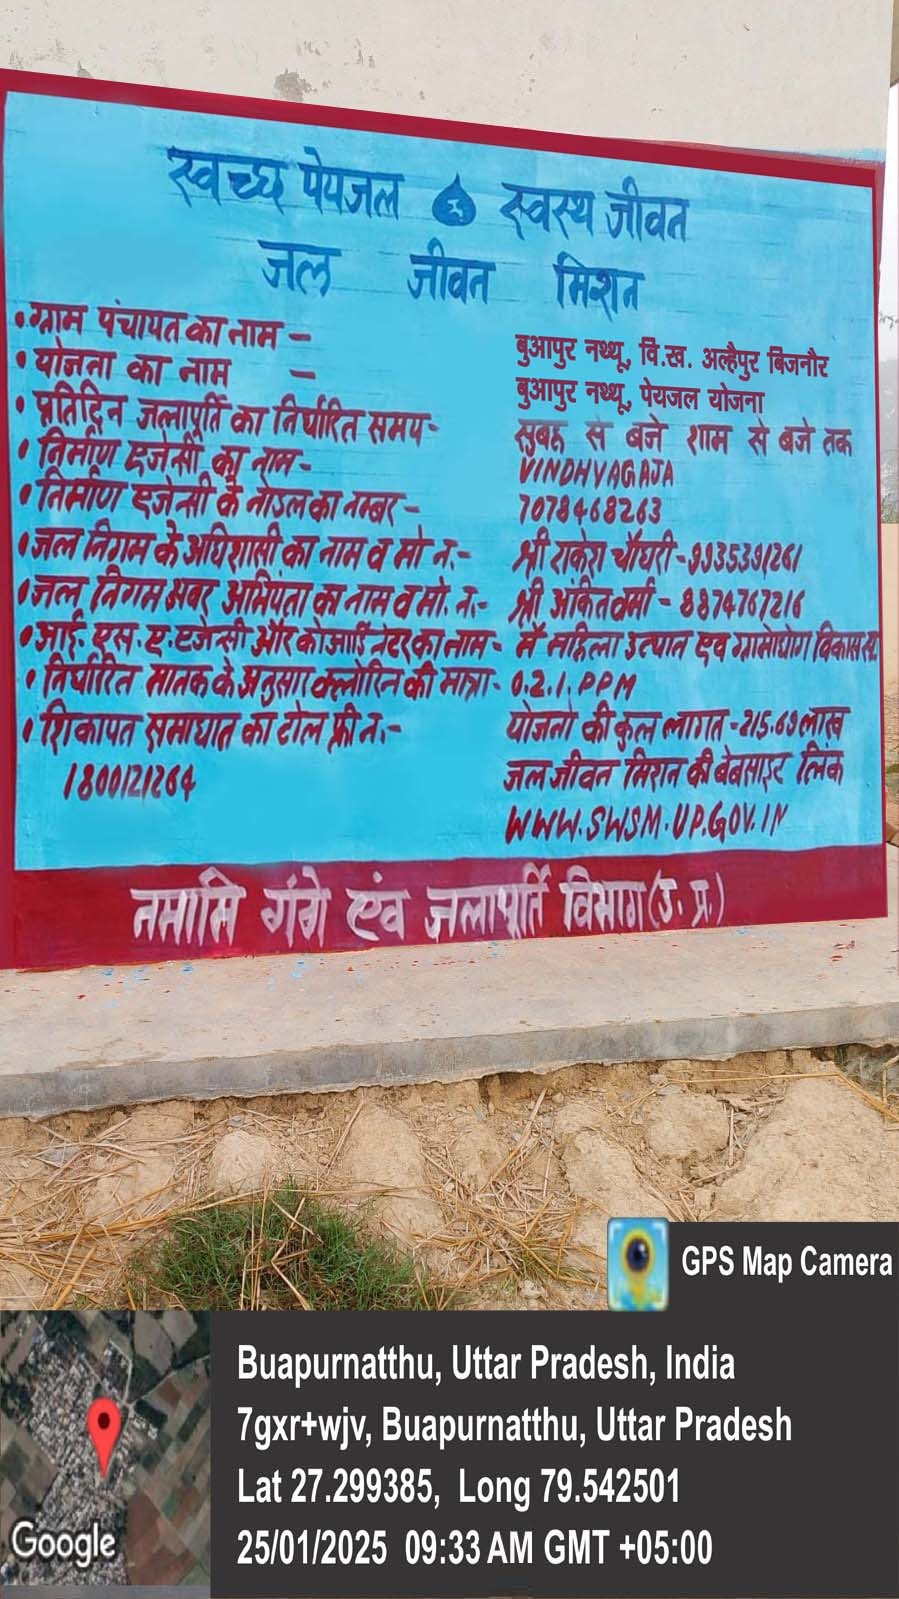 स्वच्छ पेयजल स्वस्थ जीवन
जल जीवन मिशन
• ग्राम पंचायत का नाम – बुआपुर नथ्थू, वि.ख. अल्हैपुर बिजनौर
• योजना का नाम – बुआपुर नथ्थू, पेयजल योजना
• प्रतिदिन जलापूर्ति का निर्धारित समय- सुबह से बजे शाम से बजे तक
• निर्माण एजेन्सी का नाम- VINDHYAGAJA
• निर्माण एजेन्सी के नोडल का नम्बर- 7078468263
• जल निगम के अधिशासी का नाम व मो न.- श्री राकेश चौधरी-9935391261
• जल निगम अवर अभियंता का नाम व मो. न.- श्री अंकित वर्मा - 8874767216
• आई. एस. ए. एजेन्सी और कोआर्डिनेटर का नाम- मै महिला उत्थान एव ग्रामोद्योग विकास
• निर्धारित मानक के अनुसार क्लोरिन की मात्रा- 0.2.1. PPM
• शिकायत समाधान का टोल फ्री न.- योजना की कुल लागत-215.69 लाख
1800121264 जल जीवन मिशन की वेबसाइट लिंक
WWW.SWSM.UP.GOV.IN
नमामि गंगे एंव जलापूर्ति विभाग (उ. प्र.)
GPS Map Camera
Buapurnatthu, Uttar Pradesh, India
7gxr+wjv, Buapurnatthu, Uttar Pradesh
Lat 27.299385, Long 79.542501
25/01/2025 09:33 AM GMT +05:00
Google